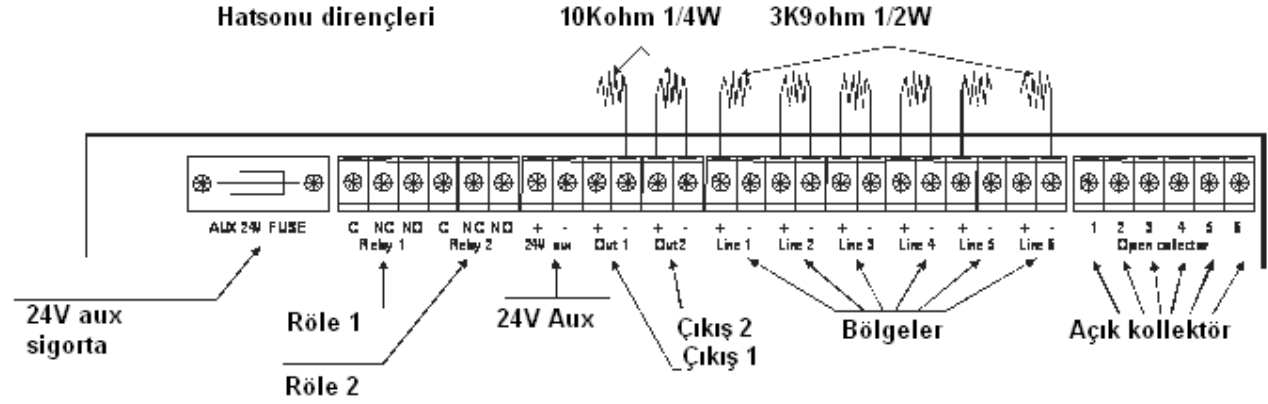 Hatsonu dirençleri 10Kohm 1/4W 3K9ohm 1/2W
AUX 24V FUSE
C NC NO C NC NO + - + - + - + - + - + - + - + - + - 1 2 3 4 5 6
Relay 1 Relay 2 24V aux Out 1 Out2 Line 1 Line 2 Line 3 Line 4 Line 5 Line 6 Open collector
24V aux
sigorta
Röle 1
Röle 2
24V Aux
Çıkış 2
Çıkış 1
Bölgeler
Açık kollektör